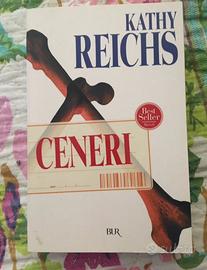 KATHY
REICHS
Best
Seller
CENERI
BUR